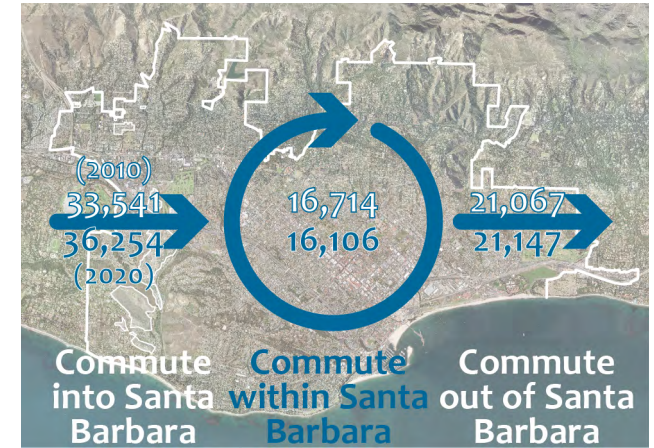 (2010)
33,541
36,254
(2020)
16,714
16,106
21,067
21,147
Commute
into Santa
Barbara
Commute
within Santa
Barbara
Commute
out of Santa
Barbara